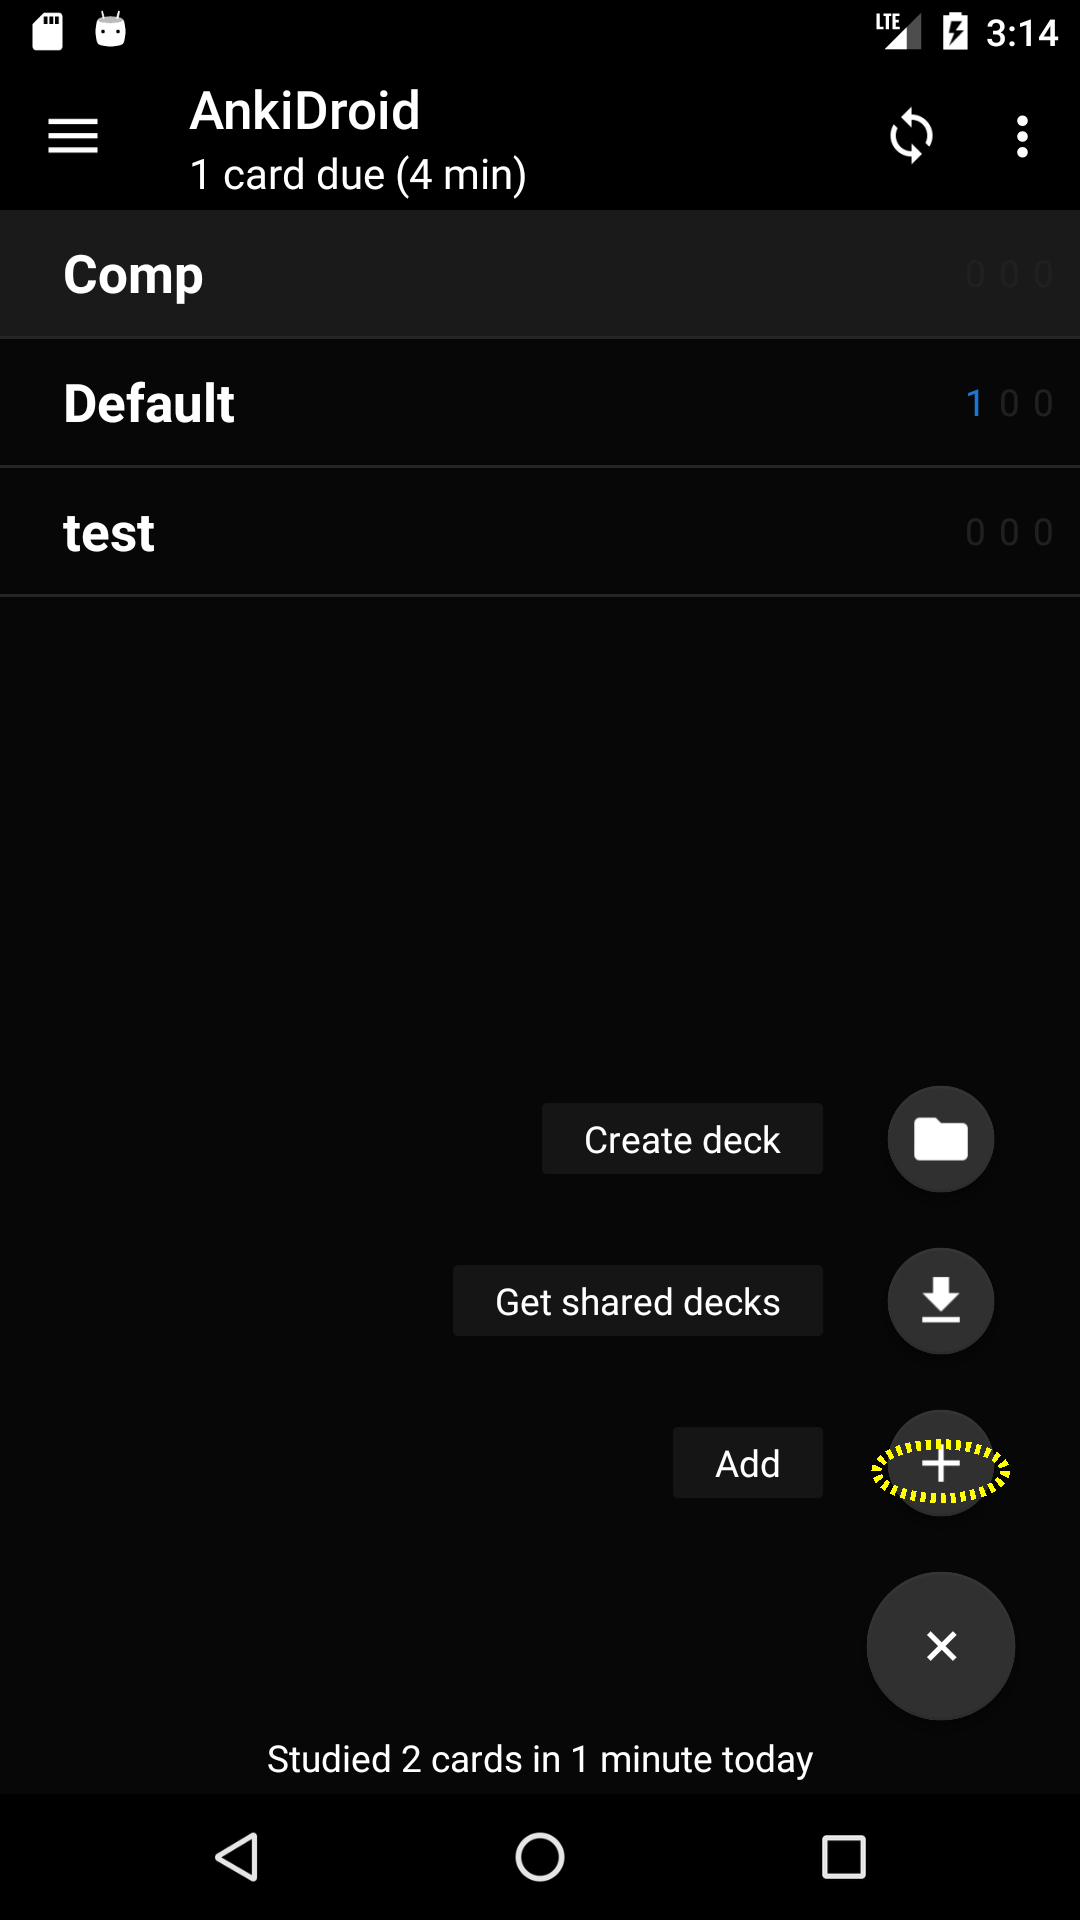 LTE 3:14
AnkiDroid
1 card due (4 min)
Comp 0 0 0
Default 1 0 0
test 0 0 0
Create deck
Get shared decks
Add
Studied 2 cards in 1 minute today